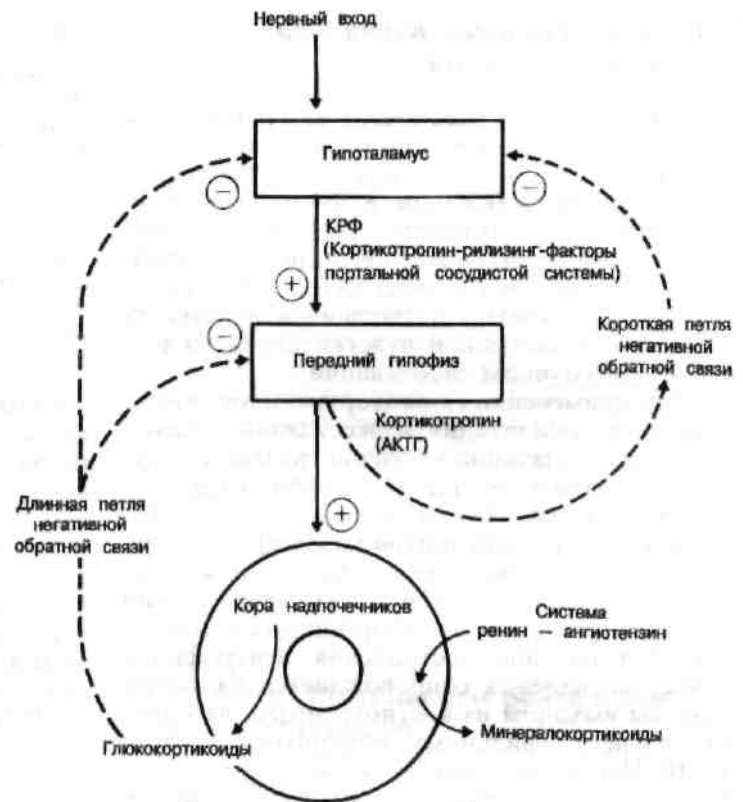 Нервный вход
Гипоталамус
−
−
КРФ
(Кортикотропин-рилизинг-факторы
портальной сосудистой системы)
+
−
Передний гипофиз
Короткая петля
негативной
обратной связи
Кортикотропин
(АКТГ)
Длинная петля
негативной
обратной связи
+
Кора надпочечников
Система
ренин – ангиотензин
Глюкокортикоиды
Минералокортикоиды